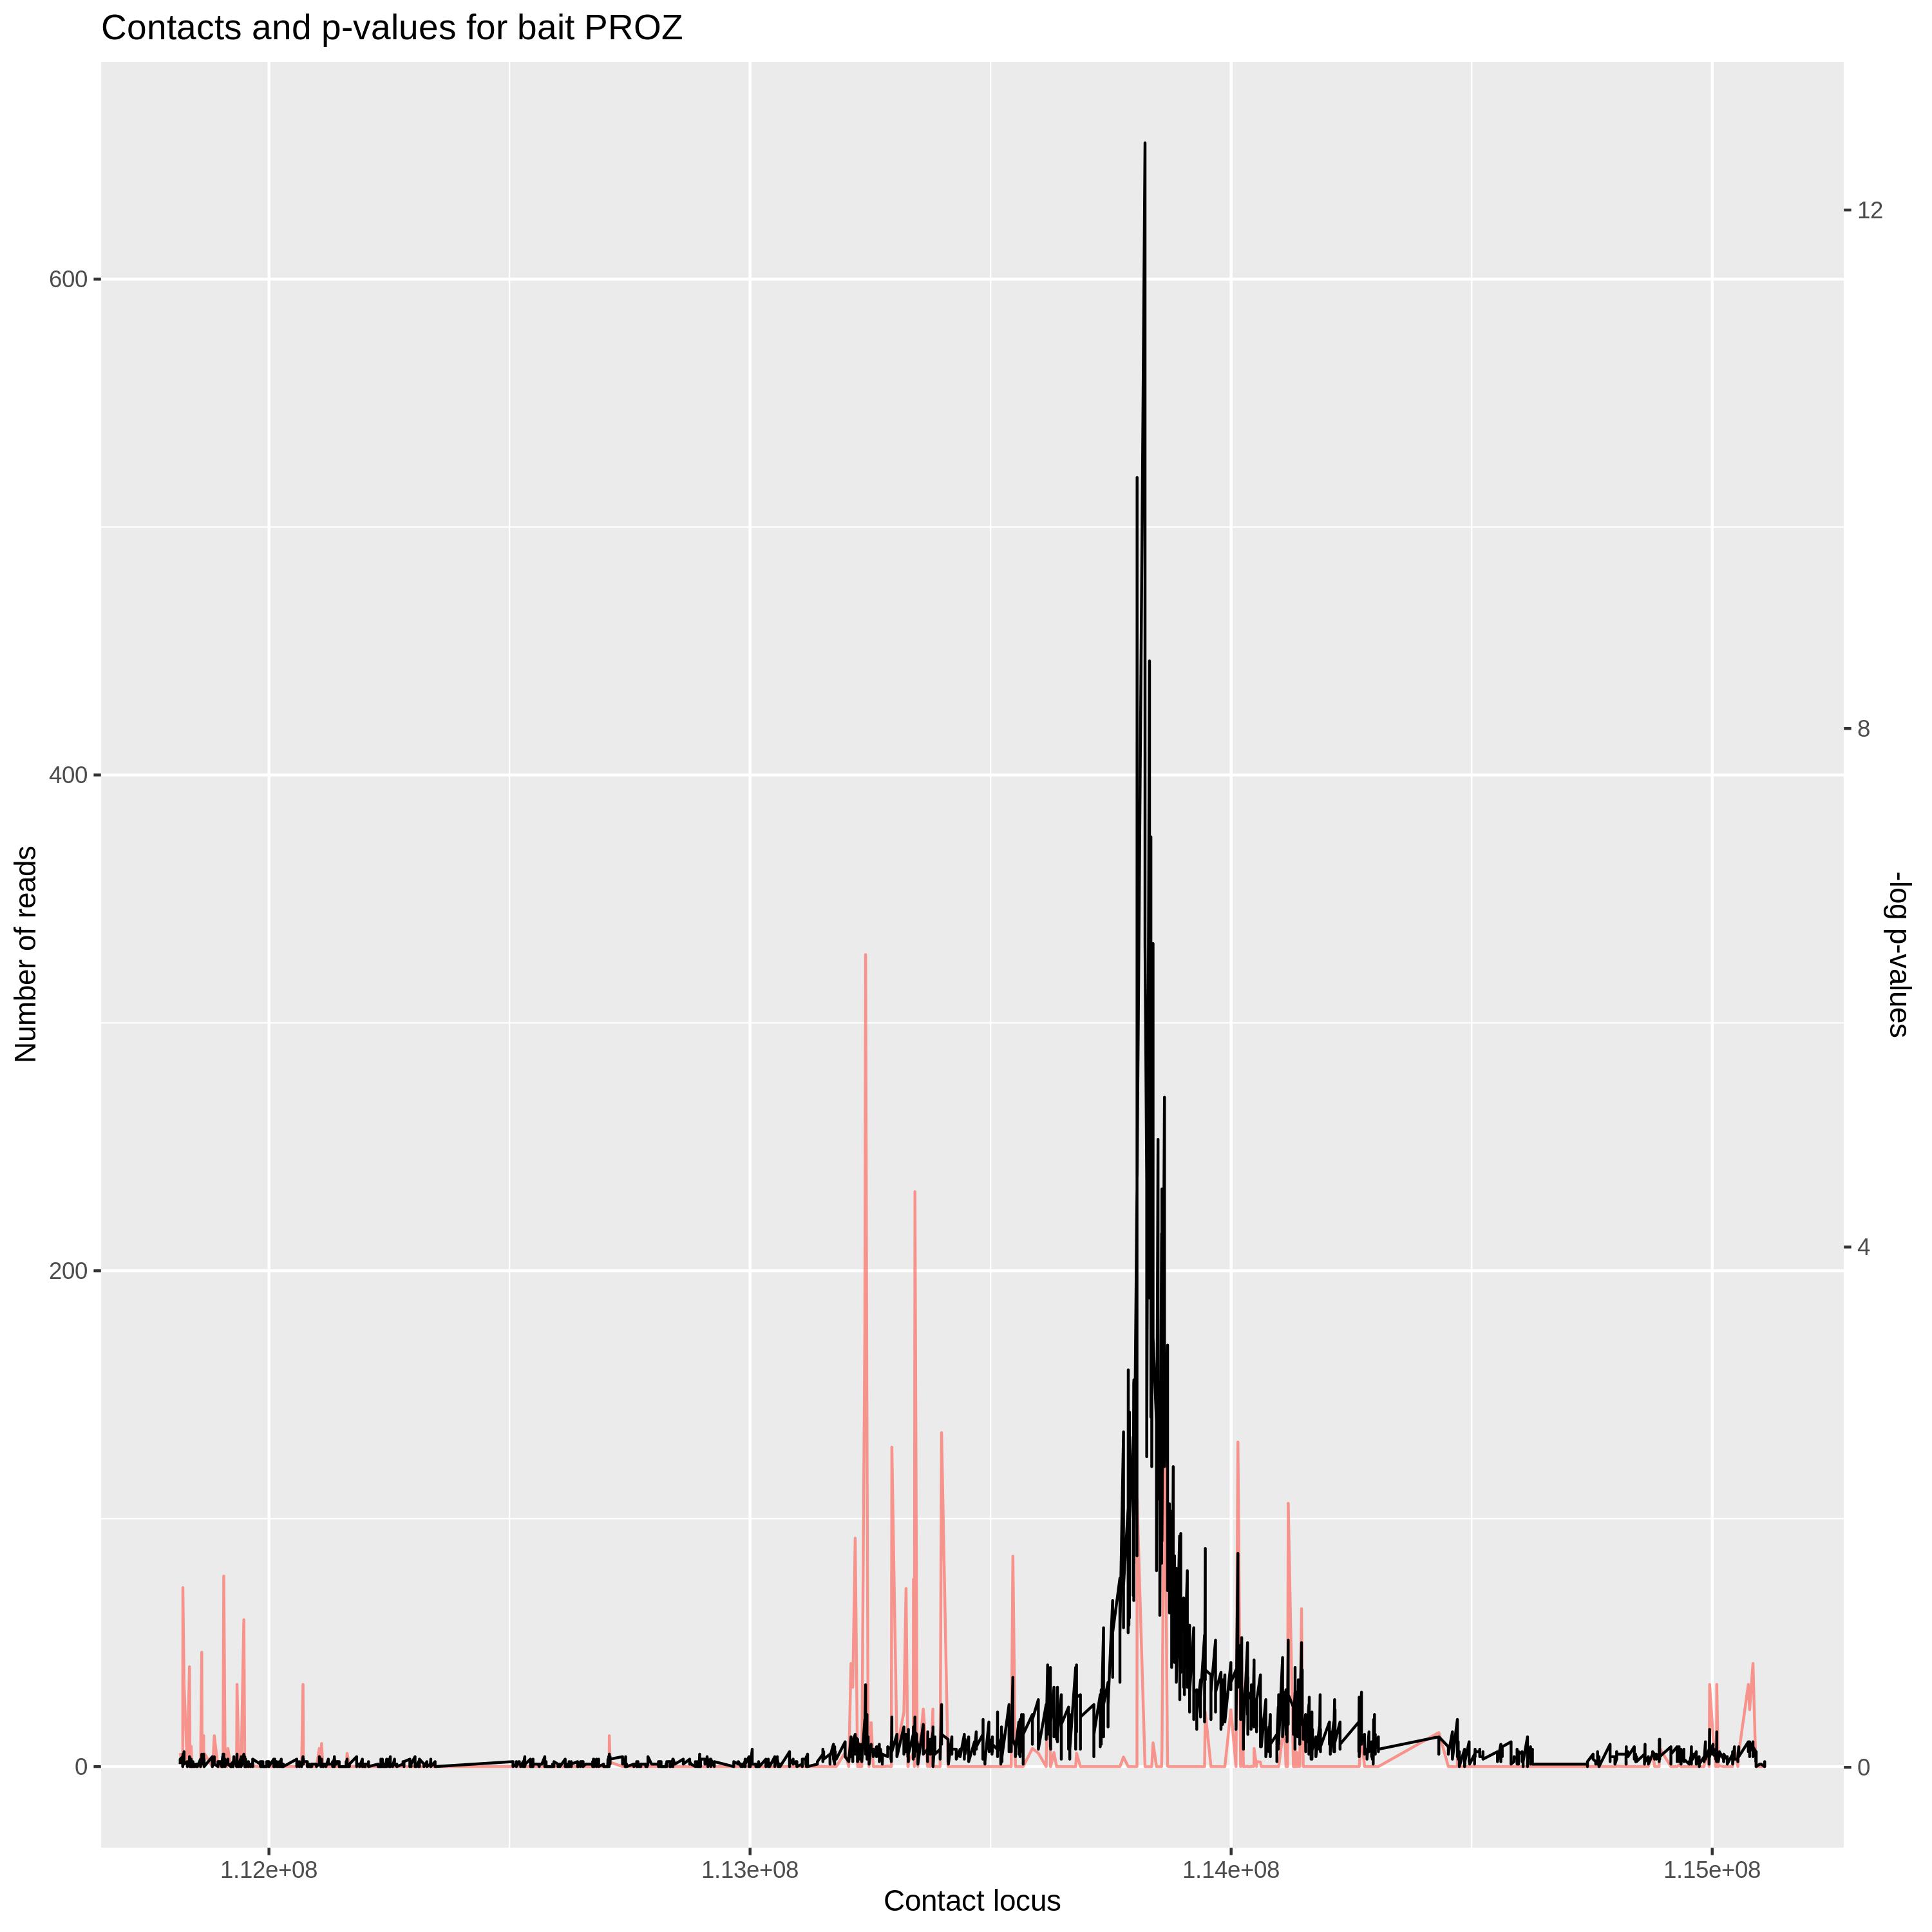 Contacts and p-values for bait PROZ
600
400
200
0
12
8
4
0
Number of reads
-log p-values
1.12e+08
1.13e+08
1.14e+08
1.15e+08
Contact locus